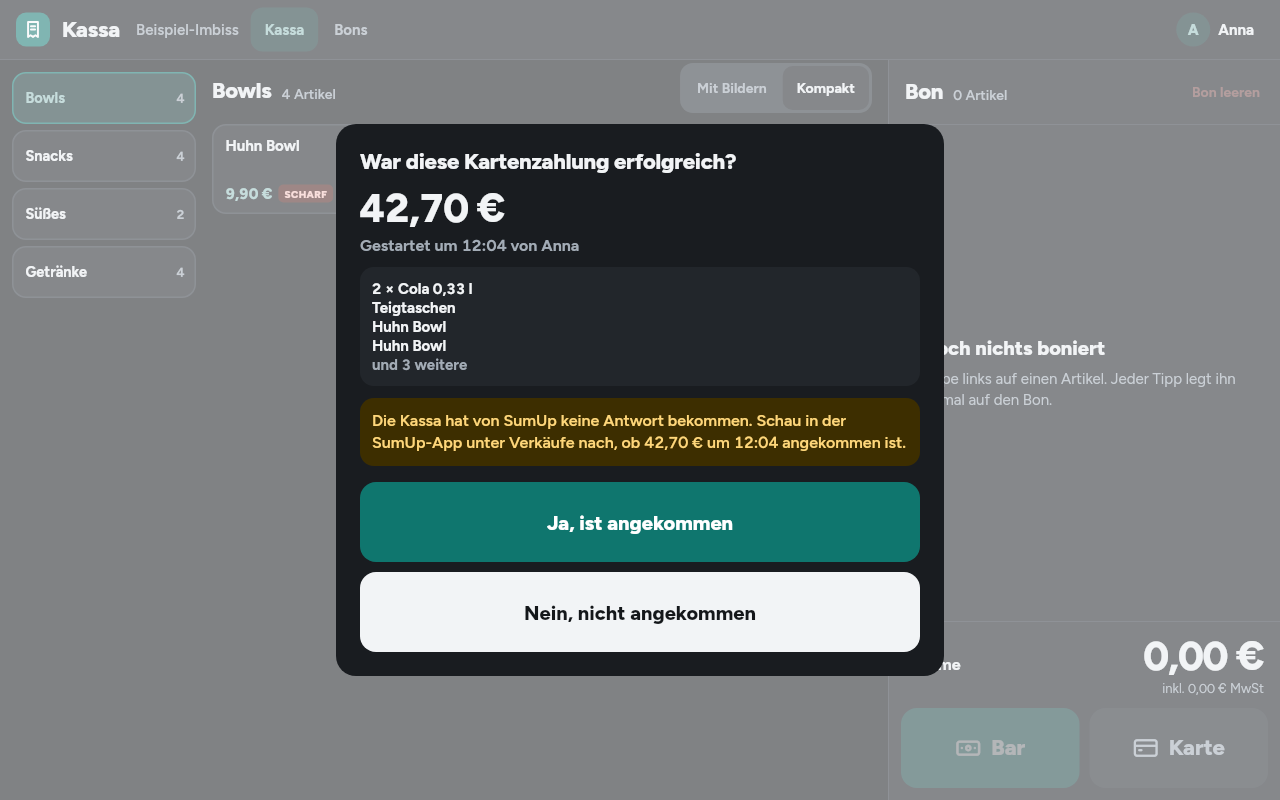 Kassa Beispiel-Imbiss Kassa Bons A Anna
Bowls 4
Snacks 4
Süßes 2
Getränke 4
Bowls 4 Artikel
Mit Bildern Kompakt
Huhn Bowl
9,90 € SCHARF
Bon 0 Artikel Bon leeren
War diese Kartenzahlung erfolgreich?
42,70 €
Gestartet um 12:04 von Anna
2 × Cola 0,33 l
Teigtaschen
Huhn Bowl
Huhn Bowl
und 3 weitere
Die Kassa hat von SumUp keine Antwort bekommen. Schau in der
SumUp-App unter Verkäufe nach, ob 42,70 € um 12:04 angekommen ist.
Ja, ist angekommen
Nein, nicht angekommen
nichts boniert
links auf einen Artikel. Jeder Tipp legt ihn
auf den Bon.
0,00 €
inkl. 0,00 € MwSt
Bar
Karte